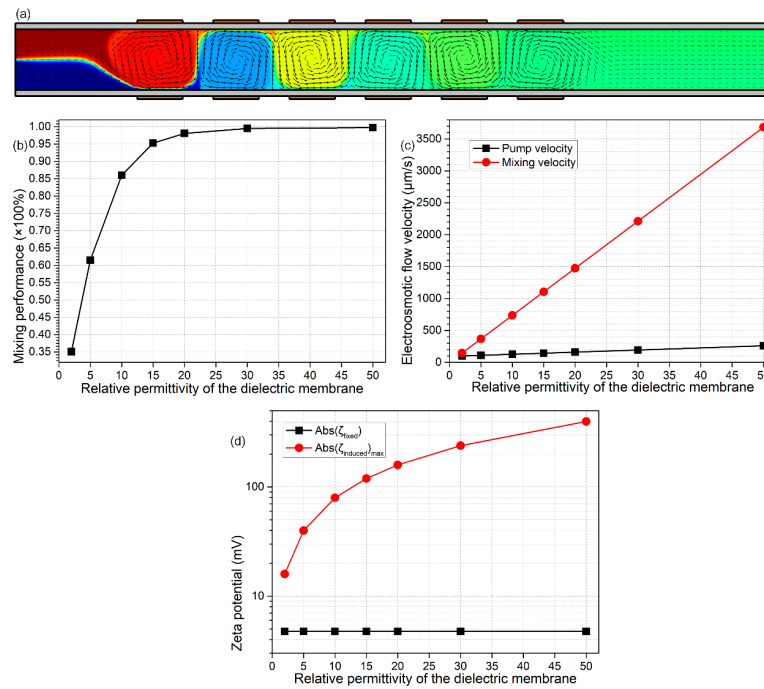 (a)
(b)
1.00
0.95
0.90
0.85
0.80
0.75
0.70
0.65
0.60
0.55
0.50
0.45
0.40
0.35
Mixing performance (×100%)
0 5 10 15 20 25 30 35 40 45 50
Relative permittivity of the dielectric membrane
(c)
Pump velocity
Mixing velocity
3500
3000
2500
2000
1500
1000
500
0
Electroosmotic flow velocity (μm/s)
0 5 10 15 20 25 30 35 40 45 50
Relative permittivity of the dielectric membrane
(d)
Abs(ζfixed)
Abs(ζinduced)max
100
10
Zeta potential (mV)
0 5 10 15 20 25 30 35 40 45 50
Relative permittivity of the dielectric membrane